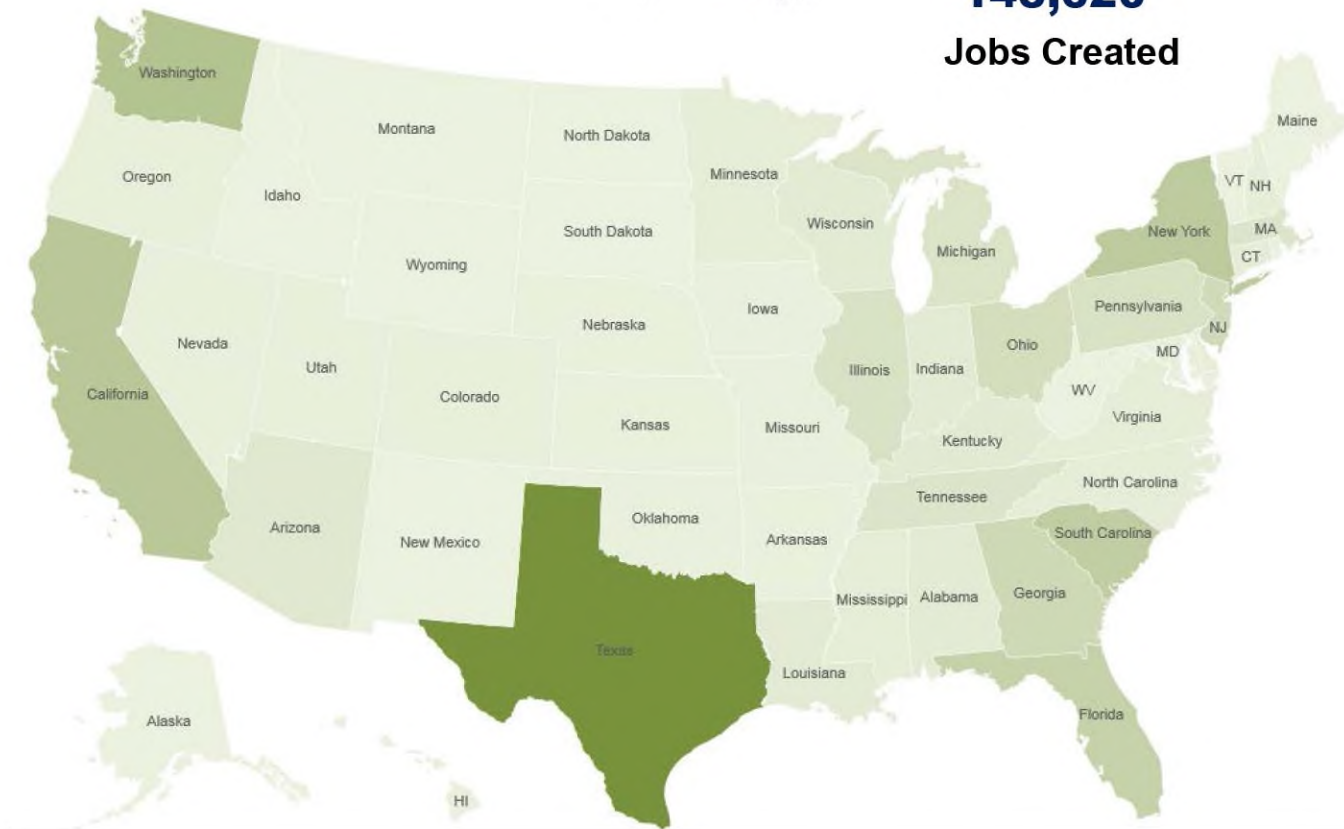 Jobs Created
Washington
Montana
North Dakota
Minnesota
Maine
Oregon
Idaho
South Dakota
Wisconsin
Michigan
New York
VT
NH
MA
CT
Wyoming
Iowa
Pennsylvania
Nebraska
NJ
Nevada
Utah
Illinois
Indiana
Ohio
MD
California
Colorado
WV
Virginia
Kansas
Missouri
Kentucky
North Carolina
Tennessee
Arizona
New Mexico
Oklahoma
Arkansas
South Carolina
Mississippi
Alabama
Georgia
Texas
Louisiana
Florida
Alaska
HI